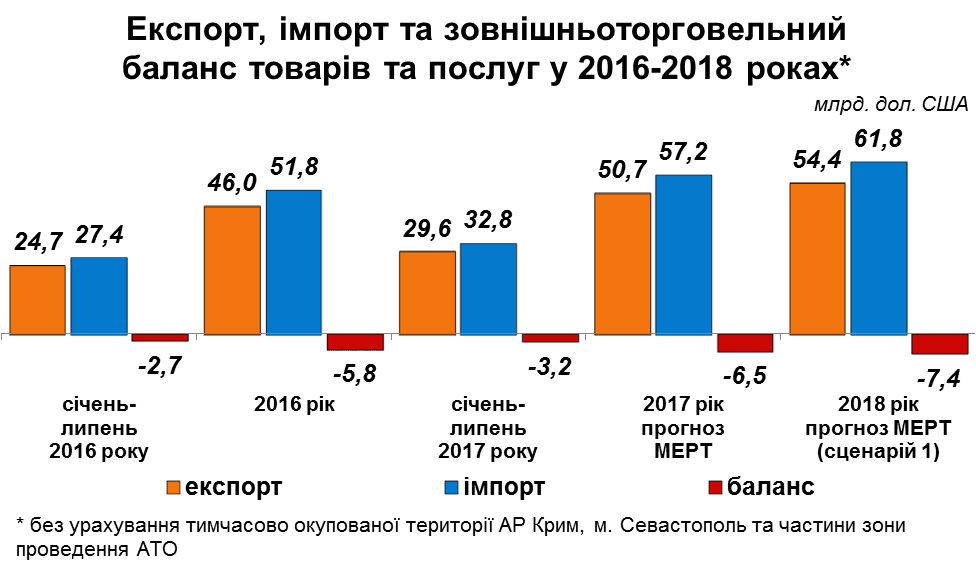 Експорт, імпорт та зовнішньоторговельний
баланс товарів та послуг у 2016-2018 роках*
млрд. дол. США
24,7
27,4
-2,7
46,0
51,8
-5,8
29,6
32,8
-3,2
50,7
57,2
-6,5
54,4
61,8
-7,4
січень-
липень
2016 року
2016 рік
січень-
липень
2017 року
2017 рік
прогноз
МЕРТ
2018 рік
прогноз МЕРТ
(сценарій 1)
експорт
імпорт
баланс
* без урахування тимчасово окупованої території АР Крим, м. Севастополь та частини зони
проведення АТО